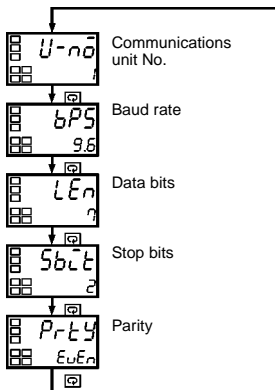 U-no
Communications
unit No.
1
bPS
Baud rate
9.6
LEn
Data bits
7
Sbit
Stop bits
2
PrtY
Parity
EuEn